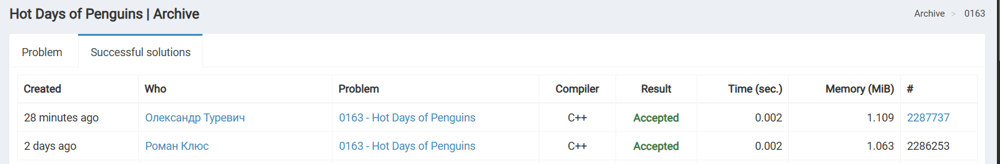 Hot Days of Penguins | Archive
Archive > 0163
Problem Successful solutions
Created Who Problem Compiler Result Time (sec.) Memory (MiB) #
28 minutes ago Олександр Туревич 0163 - Hot Days of Penguins C++ Accepted 0.002 1.109 2287737
2 days ago Роман Клюс 0163 - Hot Days of Penguins C++ Accepted 0.002 1.063 2286253